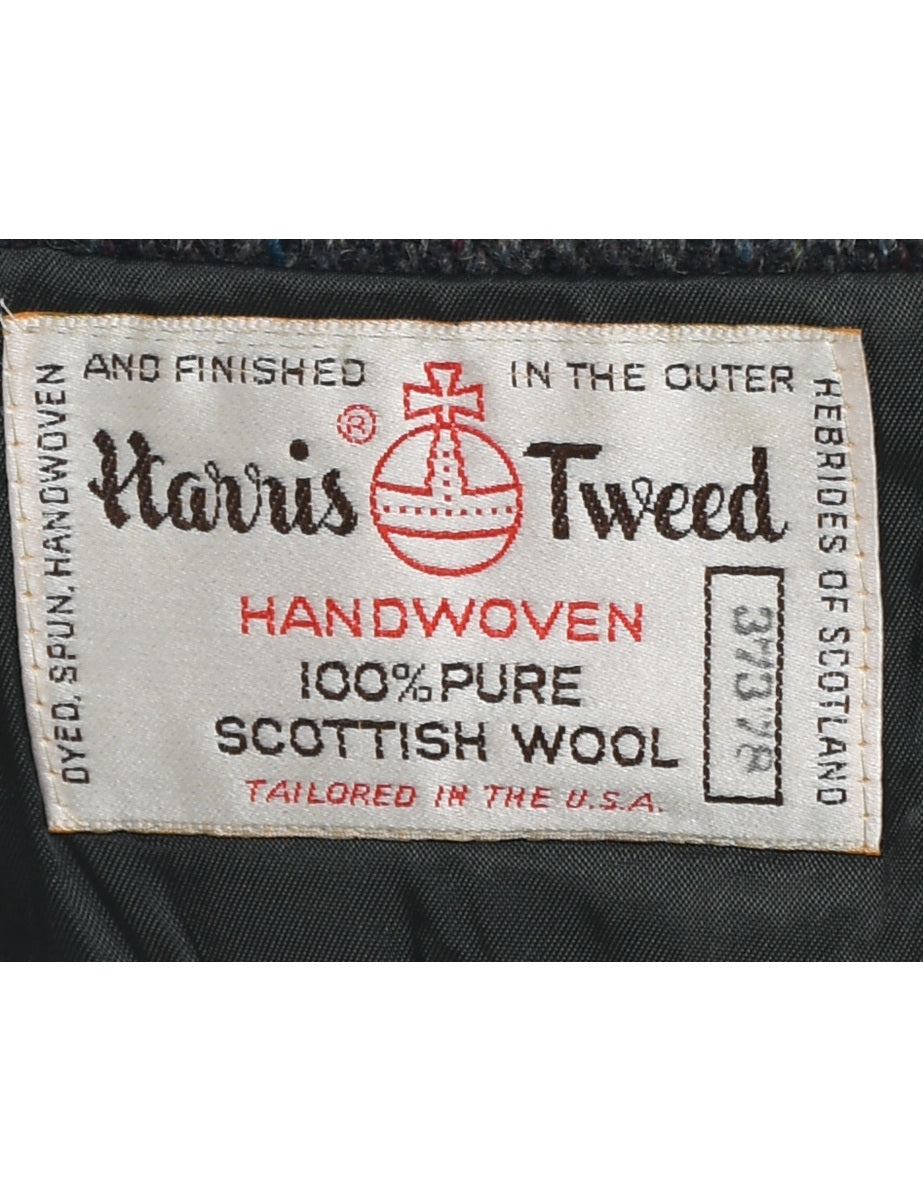 DYED, SPUN, HANDWOVEN
AND FINISHED
IN THE OUTER
HEBRIDES OF SCOTLAND
Harris ® Tweed
HANDWOVEN
100% PURE
SCOTTISH WOOL
TAILORED IN THE U.S.A.
37378